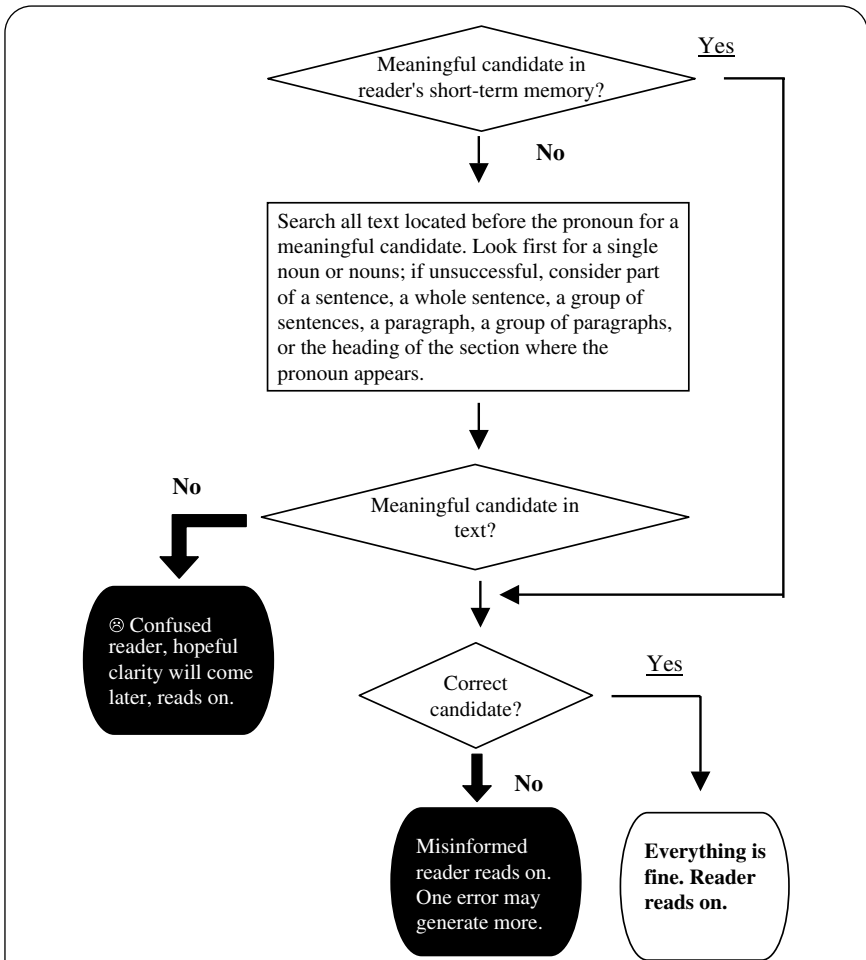 Yes
Meaningful candidate in
reader's short-term memory?
No
Search all text located before the pronoun for a
meaningful candidate. Look first for a single
noun or nouns; if unsuccessful, consider part
of a sentence, a whole sentence, a group of
sentences, a paragraph, a group of paragraphs,
or the heading of the section where the
pronoun appears.
No
Meaningful candidate in
text?
☹ Confused
reader, hopeful
clarity will come
later, reads on.
Yes
Correct
candidate?
No
Misinformed
reader reads on.
One error may
generate more.
Everything is
fine. Reader
reads on.